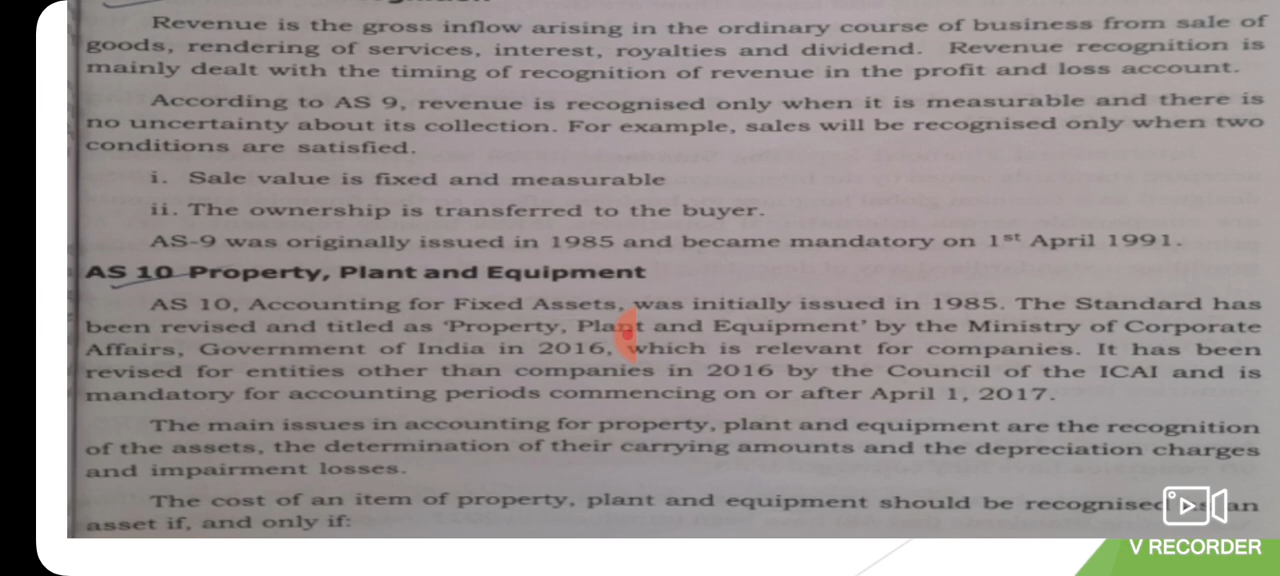 Revenue is the gross inflow arising in the ordinary course of business from sale of
goods, rendering of services, interest, royalties and dividend. Revenue recognition is
mainly dealt with the timing of recognition of revenue in the profit and loss account.
According to AS 9, revenue is recognised only when it is measurable and there is
no uncertainty about its collection. For example, sales will be recognised only when two
conditions are satisfied.
i. Sale value is fixed and measurable
ii. The ownership is transferred to the buyer.
AS-9 was originally issued in 1985 and became mandatory on 1st April 1991.
AS 10 Property, Plant and Equipment
AS 10, Accounting for Fixed Assets, was initially issued in 1985. The Standard has
been revised and titled as 'Property, Plant and Equipment' by the Ministry of Corporate
Affairs, Government of India in 2016, which is relevant for companies. It has been
revised for entities other than companies in 2016 by the Council of the ICAI and is
mandatory for accounting periods commencing on or after April 1, 2017.
The main issues in accounting for property, plant and equipment are the recognition
of the assets, the determination of their carrying amounts and the depreciation charges
and impairment losses.
The cost of an item of property, plant and equipment should be recognised as an
asset if, and only if:
V RECORDER